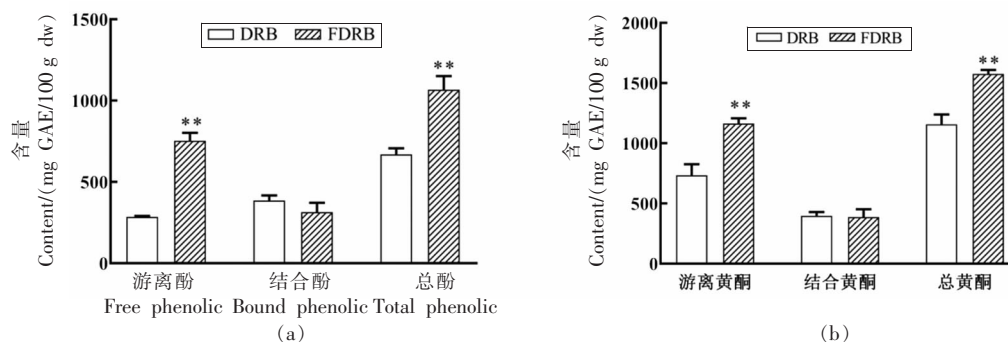 1500
1000
500
0
含量
Content/(mg GAE/100 g dw)
DRB FDRB
**
**
游离酚 结合酚 总酚
Free phenolic Bound phenolic Total phenolic
(a)
2000
1500
1000
500
0
含量
Content/(mg GAE/100 g dw)
DRB FDRB
**
**
游离黄酮 结合黄酮 总黄酮
(b)